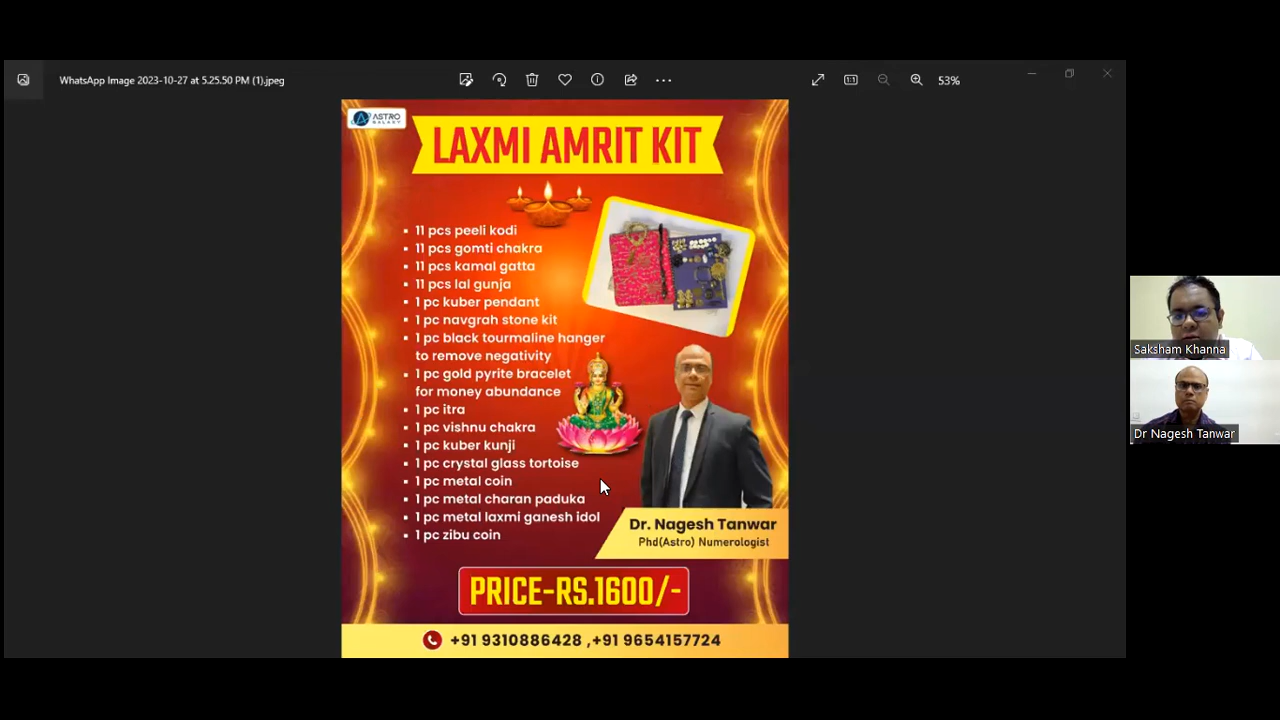 WhatsApp Image 2023-10-27 at 5.25.50 PM (1).jpeg
53%
ASTRO
GALAXY
LAXMI AMRIT KIT
11 pcs peeli kodi
11 pcs gomti chakra
11 pcs kamal gatta
11 pcs lal gunja
1 pc kuber pendant
1 pc navgrah stone kit
1 pc black tourmaline hanger
to remove negativity
1 pc gold pyrite bracelet
for money abundance
1 pc itra
1 pc vishnu chakra
1 pc kuber kunji
1 pc crystal glass tortoise
1 pc metal coin
1 pc metal charan paduka
1 pc metal laxmi ganesh idol
1 pc zibu coin
Dr. Nagesh Tanwar
Phd(Astro) Numerologist
PRICE-RS.1600/-
+91 9310886428 ,+91 9654157724
Saksham Khanna
Dr Nagesh Tanwar